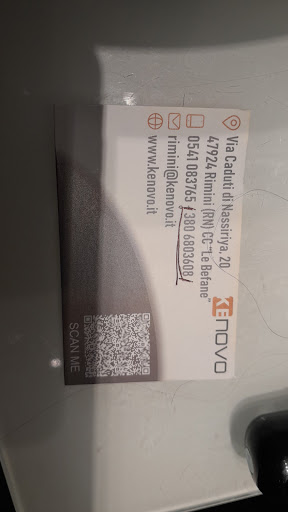 KENOVO
Via Caduti di Nassiriya, 20
47924 Rimini (RN) CC "Le Befane"
0541 083765 / 380 6803608 /
rimini@kenovo.it
www.kenovo.it
SCAN ME